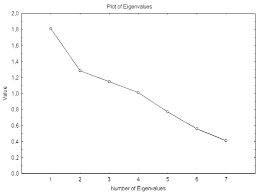 Plot of Eigenvalues
2,0
1,8
1,6
1,4
1,2
1,0
0,8
0,6
0,4
0,2
0,0
Value
1 2 3 4 5 6 7
Number of Eigenvalues